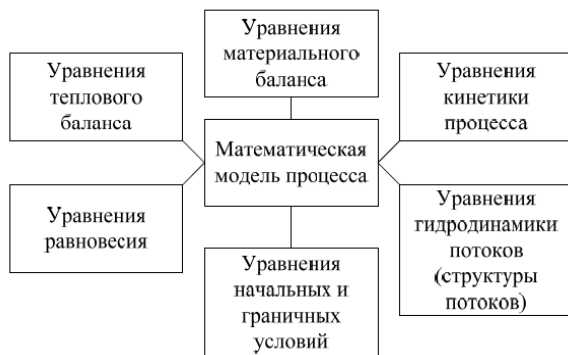 Уравнения
материального
баланса
Уравнения
теплового
баланса
Уравнения
кинетики
процесса
Математическая
модель процесса
Уравнения
равновесия
Уравнения
гидродинамики
потоков
(структуры
потоков)
Уравнения
начальных и
граничных
условий